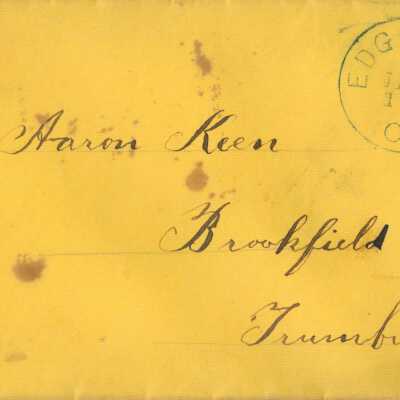 EDG
Aaron Keen
Brookfield
Trumb